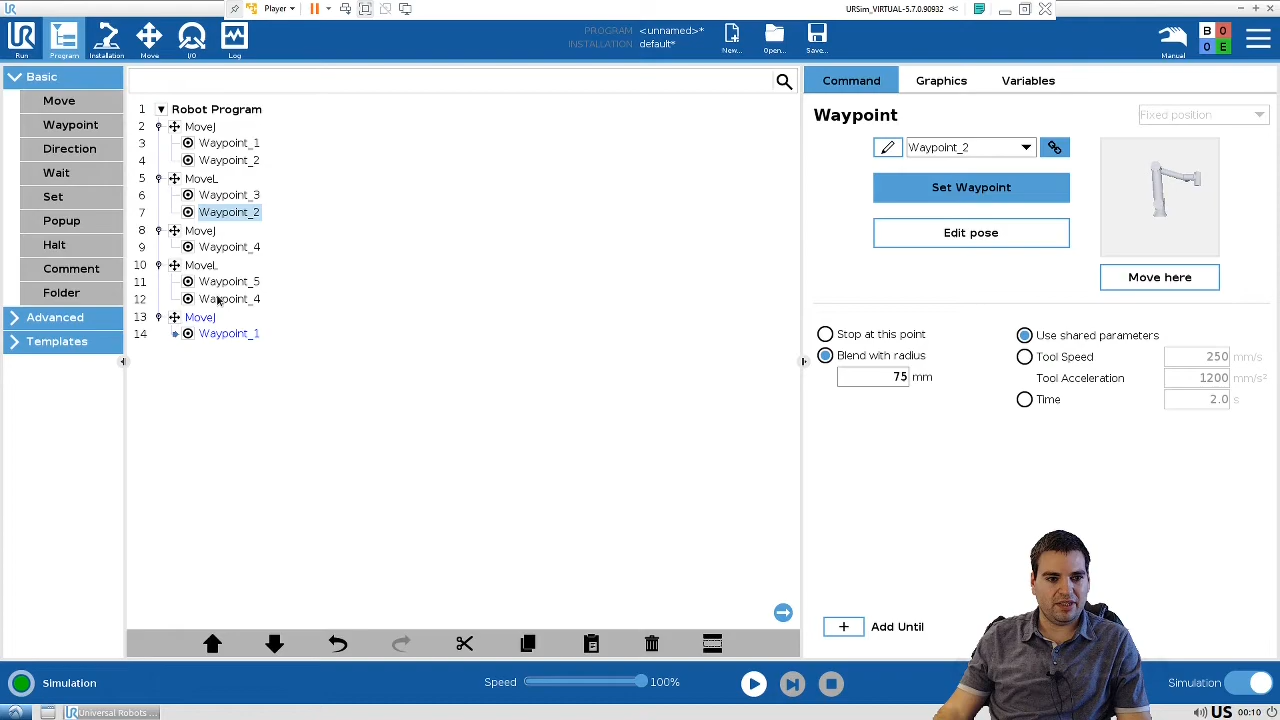 Player
URSim_VIRTUAL-5.7.0.90932
UR
Run
Program
Installation
Move
I/O
Log
PROGRAM <unnamed>*
INSTALLATION default*
New...
Open...
Save...
Manual
B 0
0 E
Basic
Move
Waypoint
Direction
Wait
Set
Popup
Halt
Comment
Folder
Advanced
Templates
1 Robot Program
2 MoveJ
3 Waypoint_1
4 Waypoint_2
5 MoveL
6 Waypoint_3
7 Waypoint_2
8 MoveJ
9 Waypoint_4
10 MoveL
11 Waypoint_5
12 Waypoint_4
13 MoveJ
14 Waypoint_1
Command
Graphics
Variables
Waypoint
Fixed position
Waypoint_2
Set Waypoint
Edit pose
Move here
Stop at this point
Blend with radius
75 mm
Use shared parameters
Tool Speed 250 mm/s
Tool Acceleration 1200 mm/s²
Time 2.0 s
+ Add Until
Simulation
Speed 100%
Simulation
Universal Robots ...
US 00:10